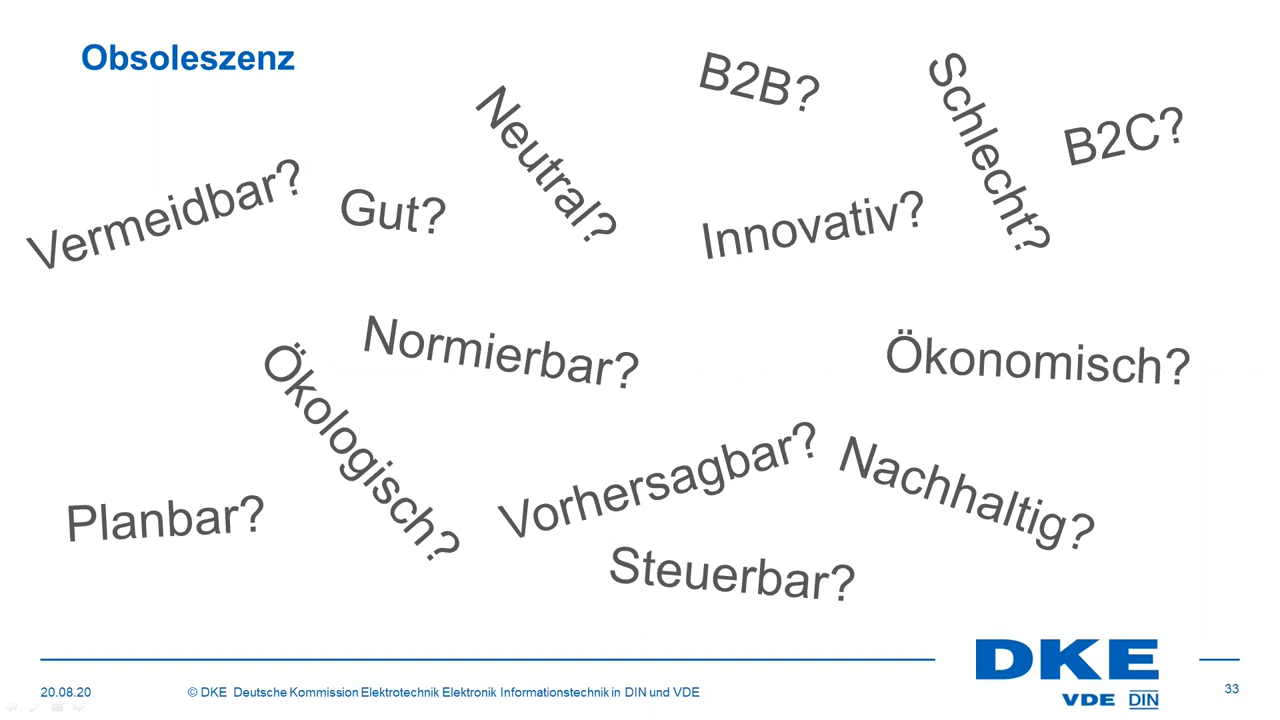 Obsoleszenz
B2B?
Schlecht?
B2C?
Neutral?
Vermeidbar?
Gut?
Innovativ?
Normierbar?
Ökonomisch?
Ökologisch?
Vorhersagbar?
Nachhaltig?
Planbar?
Steuerbar?
DKE
VDE DIN
20.08.20
© DKE Deutsche Kommission Elektrotechnik Elektronik Informationstechnik in DIN und VDE
33